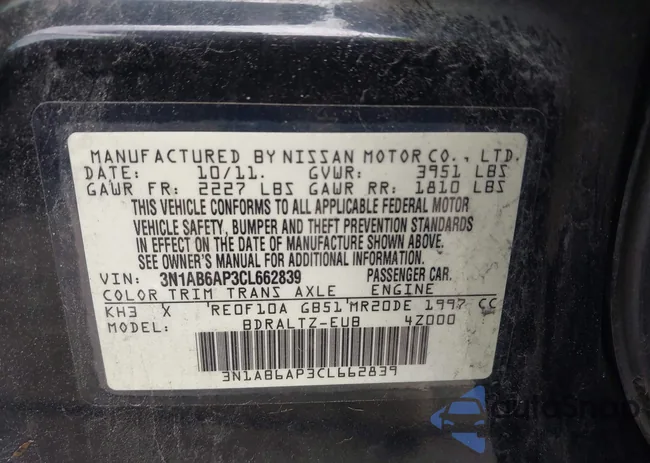 MANUFACTURED BY NISSAN MOTOR CO., LTD.
DATE: 10/11. GVWR: 3951 LBS
GAWR FR: 2227 LBS GAWR RR: 1810 LBS
THIS VEHICLE CONFORMS TO ALL APPLICABLE FEDERAL MOTOR
VEHICLE SAFETY, BUMPER AND THEFT PREVENTION STANDARDS
IN EFFECT ON THE DATE OF MANUFACTURE SHOWN ABOVE.
SEE OWNER'S MANUAL FOR ADDITIONAL INFORMATION.
VIN: 3N1AB6AP3CL662839 PASSENGER CAR.
COLOR TRIM TRANS AXLE ENGINE
KH3 X 'RE0F10A GB51'MR20DE 1997 CC
MODEL: BDRALTZ-EUB 4Z000
3N1AB6AP3CL662839
AutoSnap